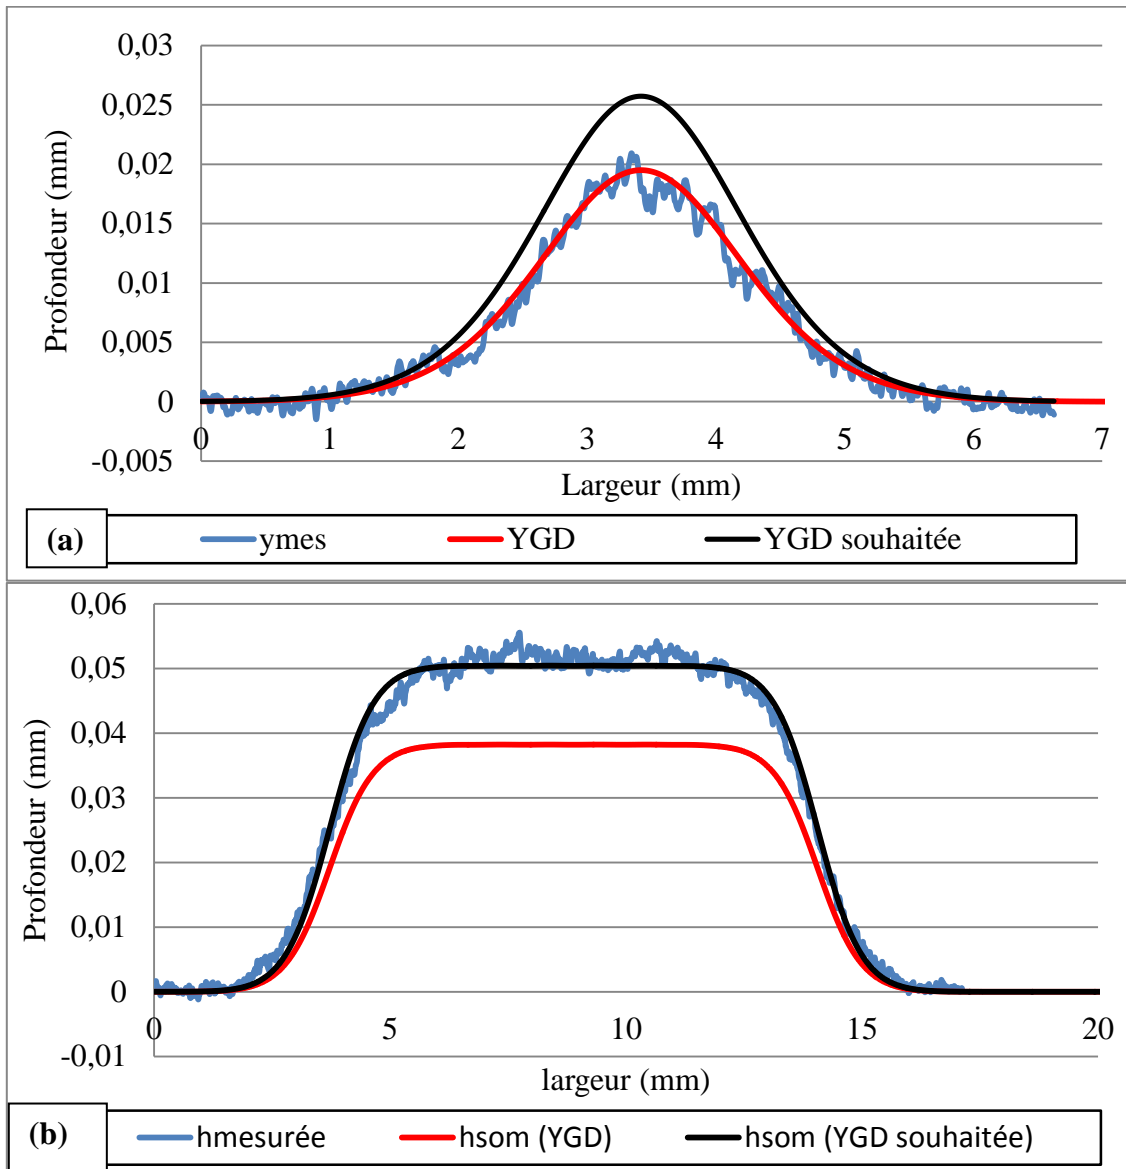 0,03
0,025
0,02
0,015
0,01
0,005
0
-0,005
Profondeur (mm)
0 1 2 3 4 5 6 7
Largeur (mm)
(a) ymes YGD YGD souhaitée
0,06
0,05
0,04
0,03
0,02
0,01
0
-0,01
Profondeur (mm)
0 5 10 15 20
largeur (mm)
(b) hmesurée hsom (YGD) hsom (YGD souhaitée)